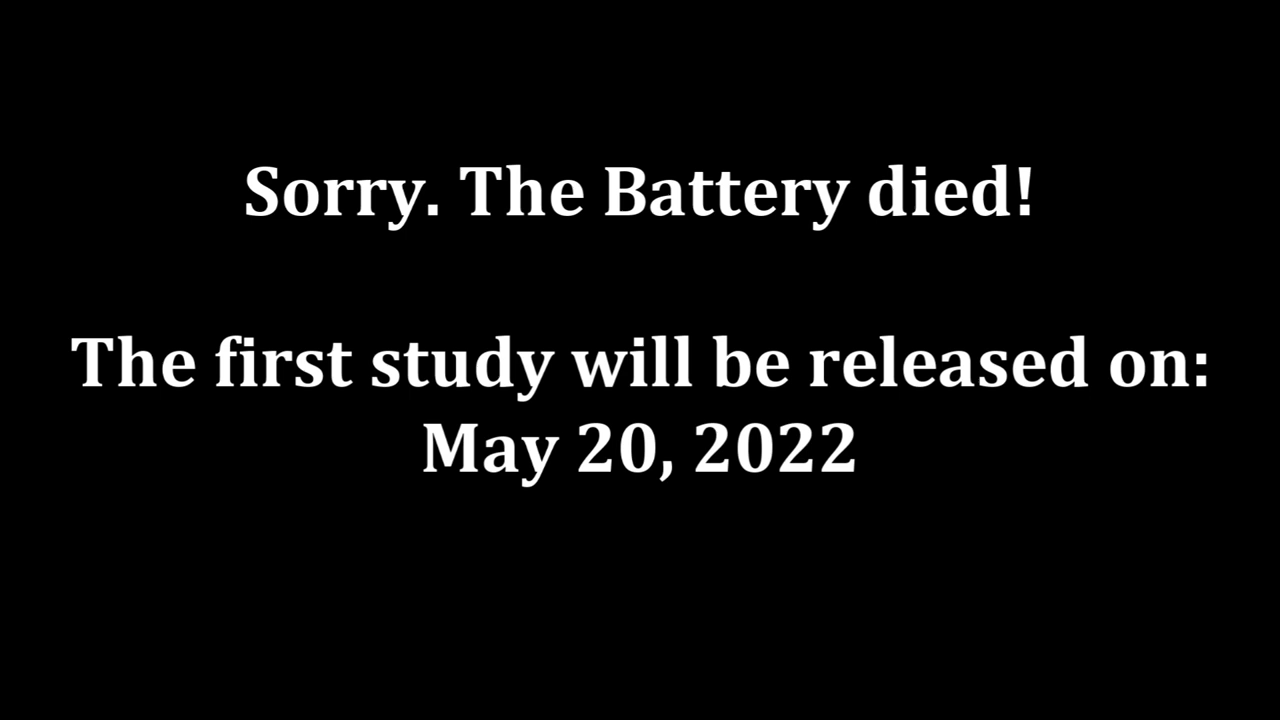 Sorry. The Battery died!
The first study will be released on:
May 20, 2022